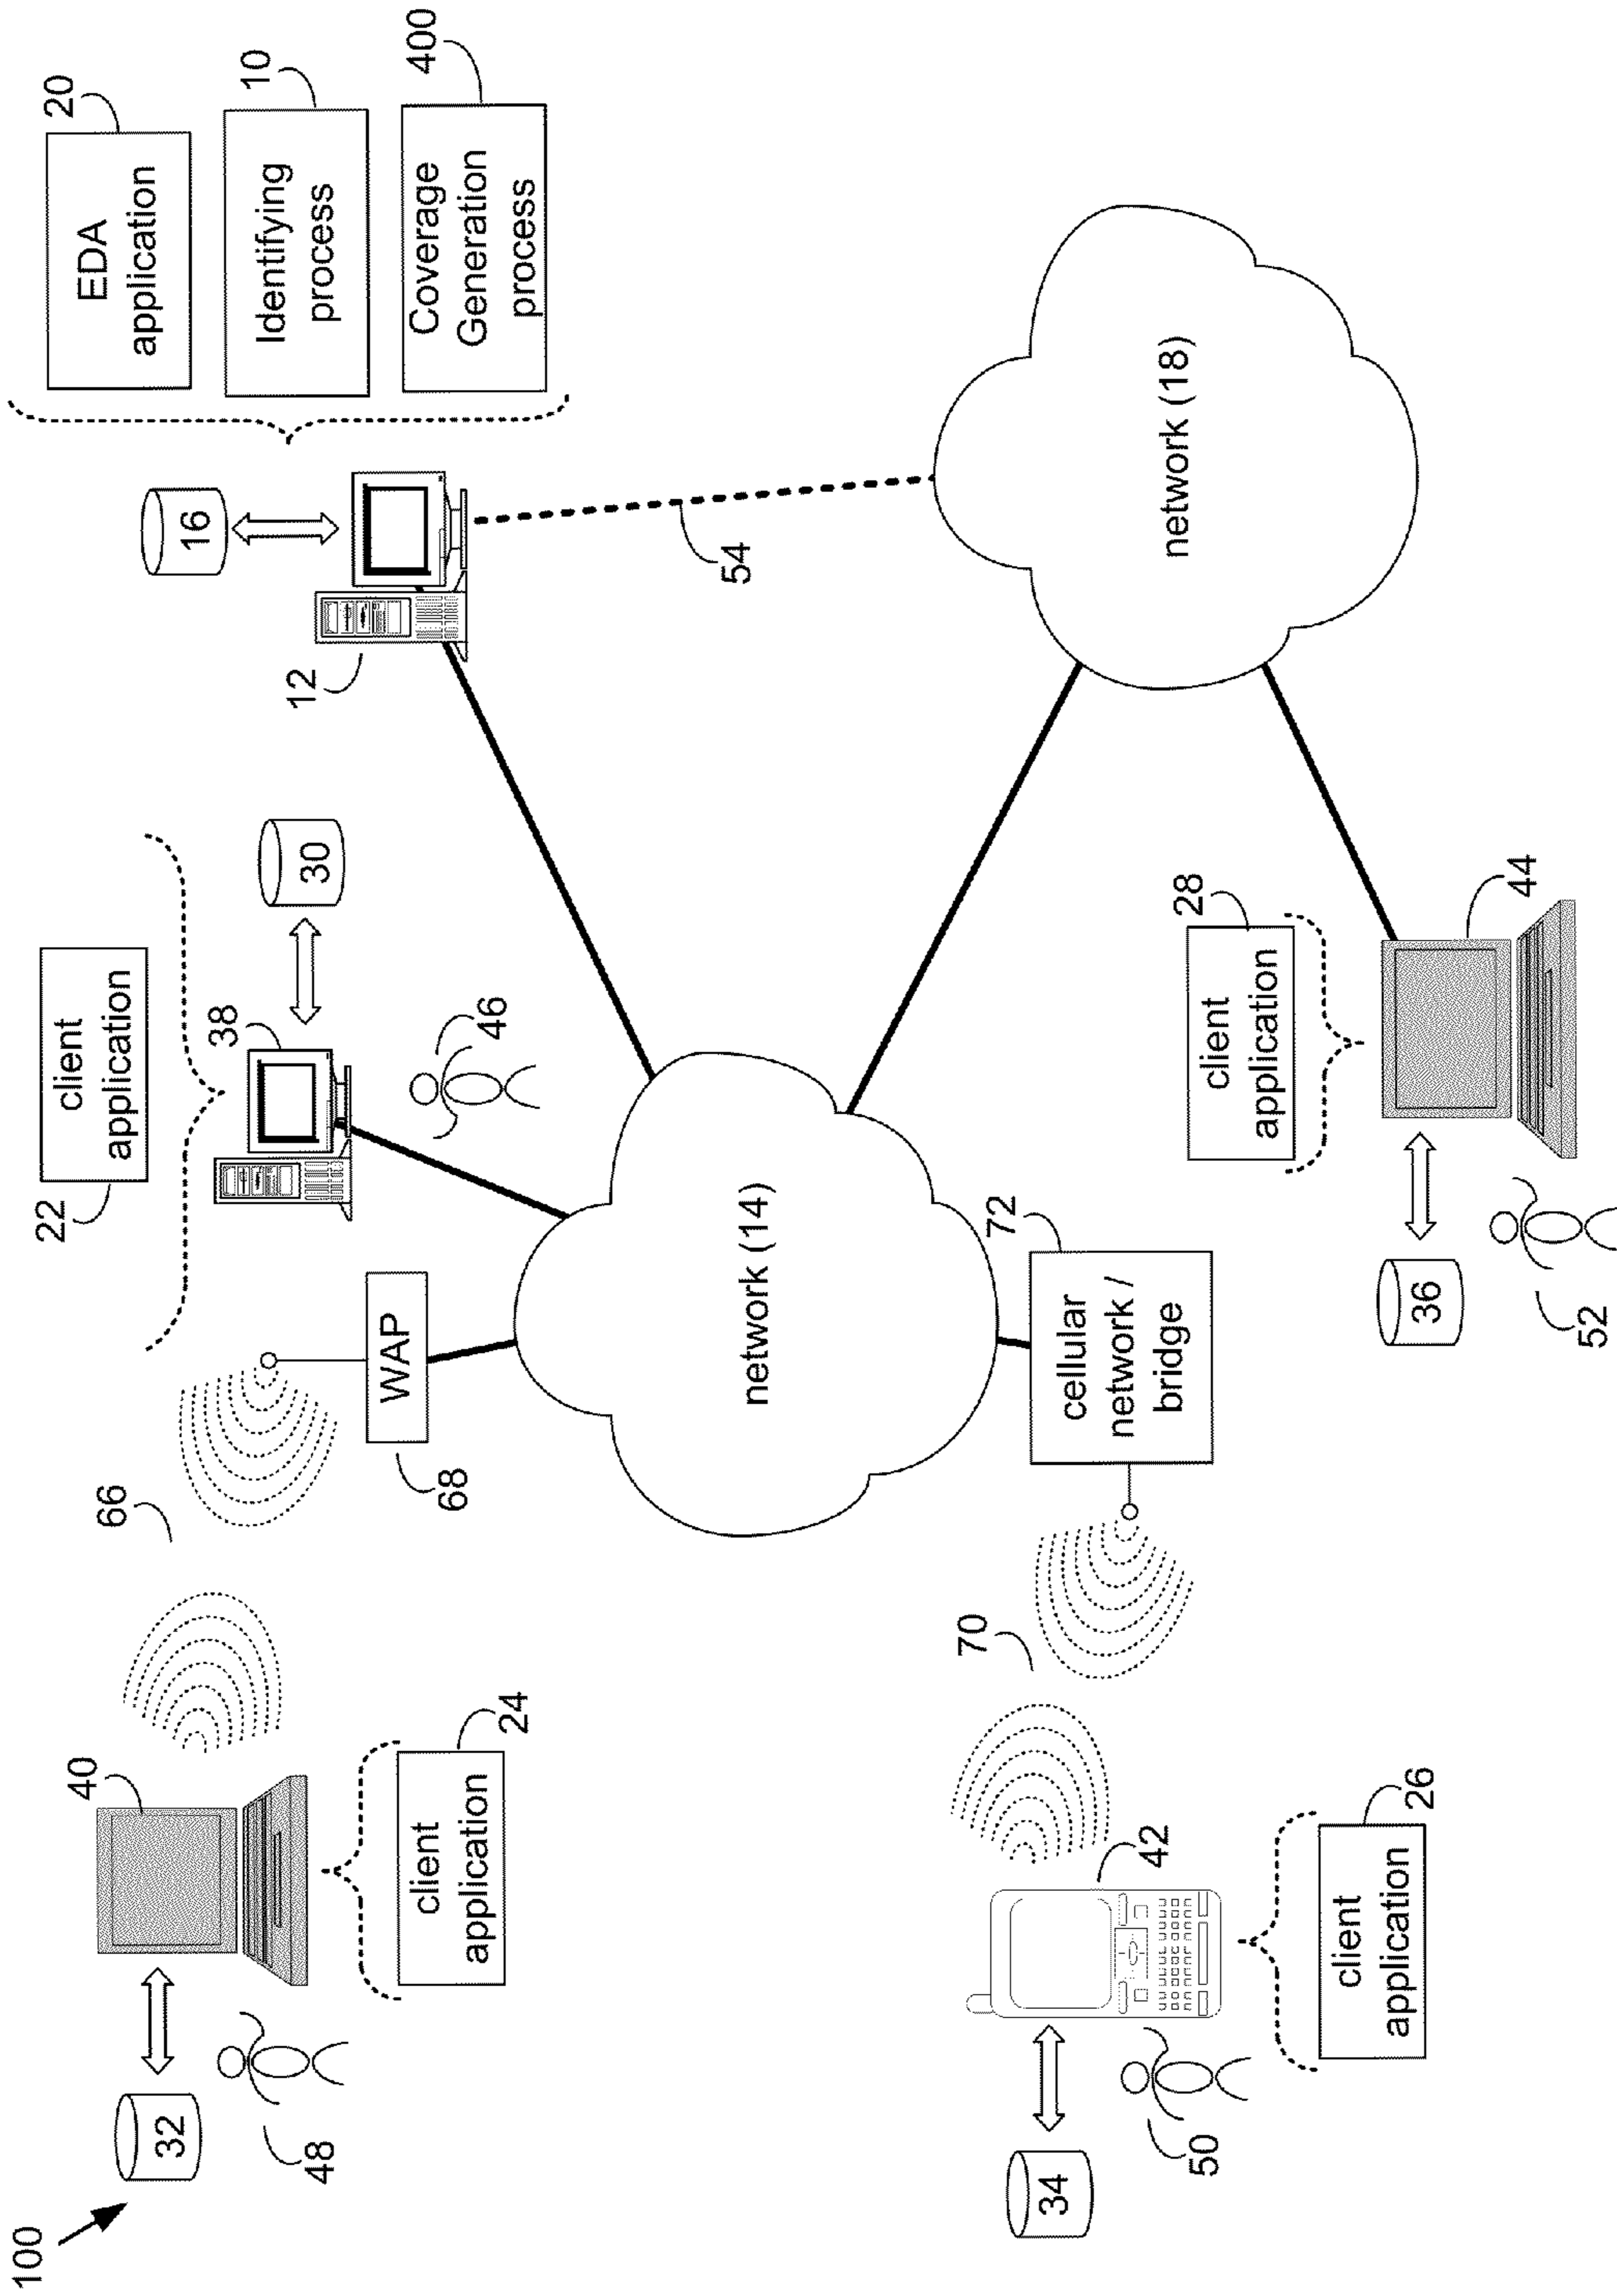 100
32
48
40
client
application
24
66
WAP
68
client
application
22
38
30
46
16
12
EDA
application
20
Identifying
process
10
Coverage
Generation
process
400
54
network (14)
network (18)
34
50
42
client
application
26
70
cellular
network /
bridge
72
client
application
28
36
52
44